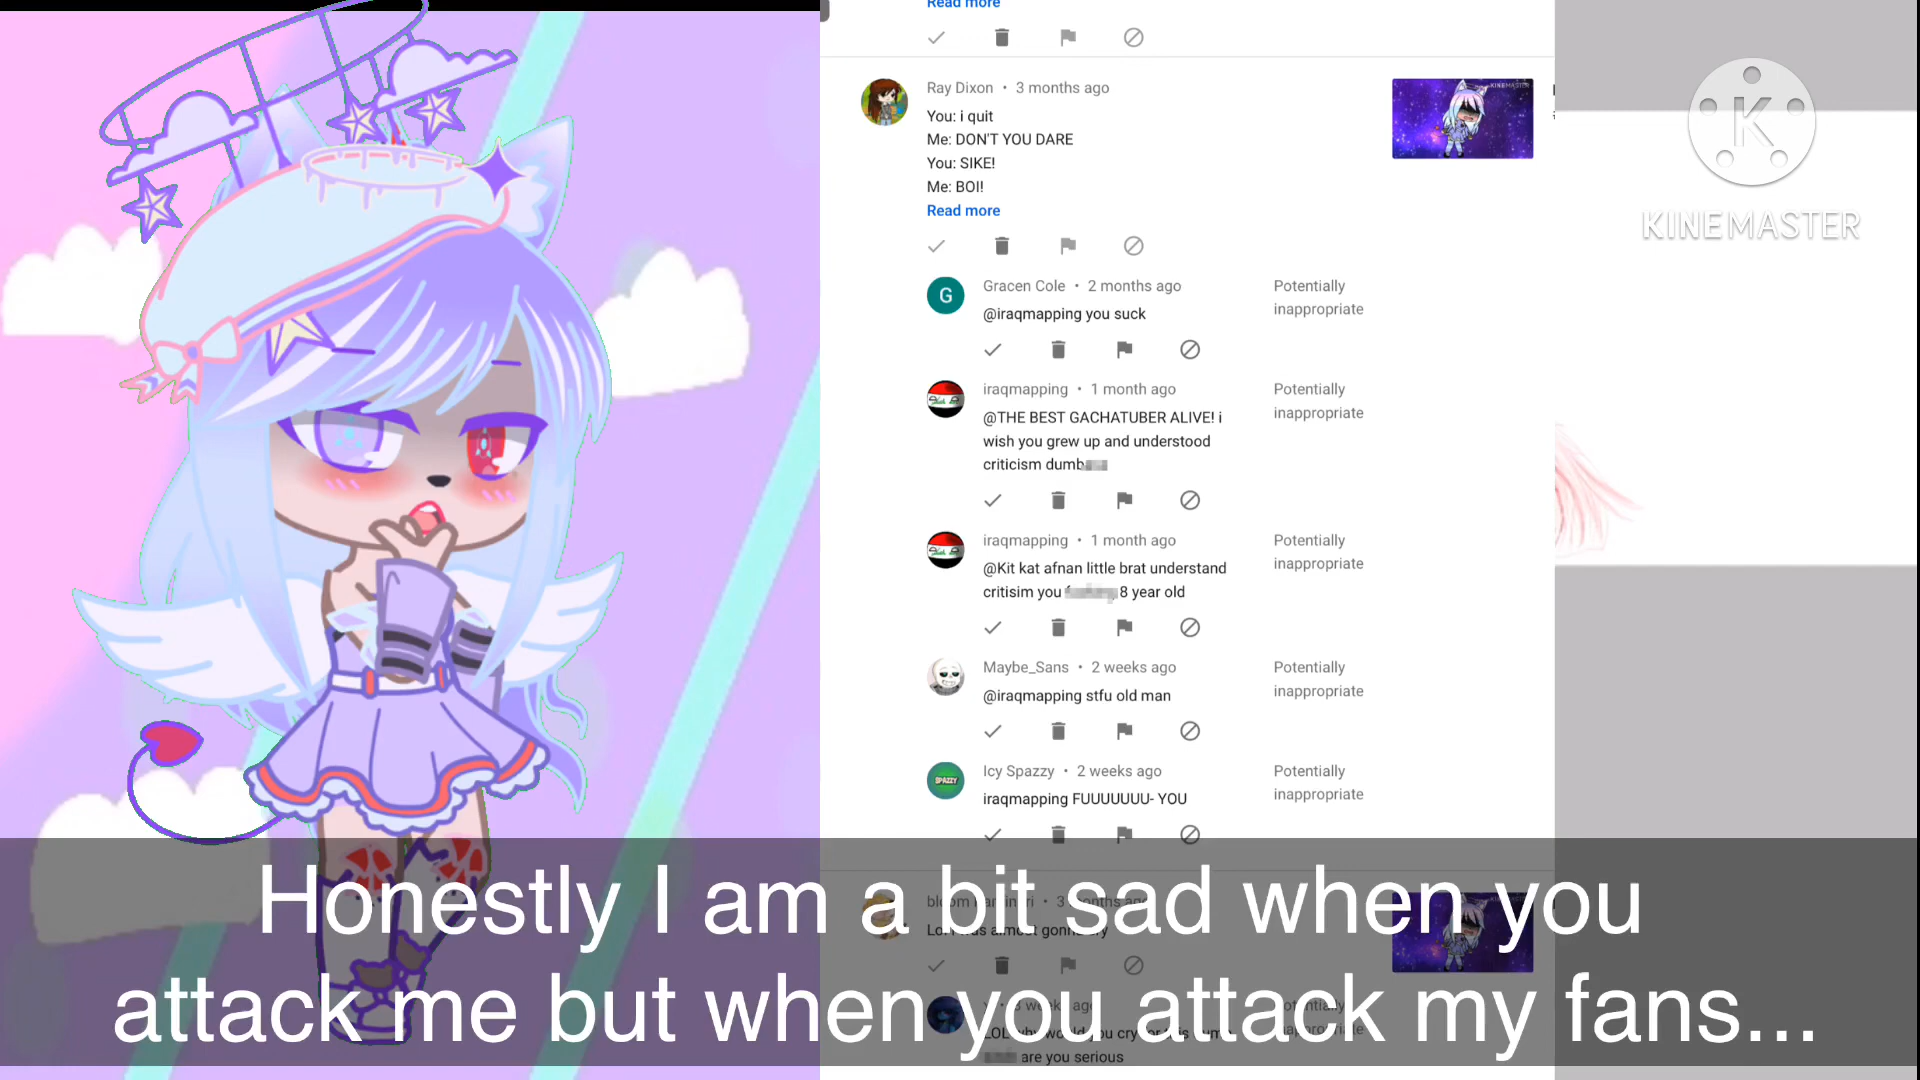 Read more
Ray Dixon • 3 months ago
You: i quit
Me: DON'T YOU DARE
You: SIKE!
Me: BOI!
Read more
KINEMASTER
KINEMASTER
G
Gracen Cole • 2 months ago
@iraqmapping you suck
Potentially
inappropriate
iraqmapping • 1 month ago
@THE BEST GACHATUBER ALIVE! i
wish you grew up and understood
criticism dumb
Potentially
inappropriate
iraqmapping • 1 month ago
@Kit kat afnan little brat understand
critisim you 8 year old
Potentially
inappropriate
Maybe_Sans • 2 weeks ago
@iraqmapping stfu old man
Potentially
inappropriate
SPAZZY
Icy Spazzy • 2 weeks ago
iraqmapping FUUUUUUU- YOU
Potentially
inappropriate
Honestly I am a bit sad when you
attack me but when you attack my fans...
are you serious